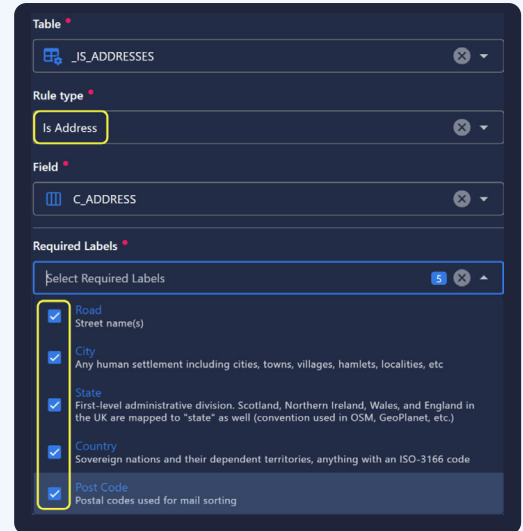 Table *
_IS_ADDRESSES
Rule type *
Is Address
Field *
C_ADDRESS
Required Labels *
Select Required Labels
5
Road
Street name(s)
City
Any human settlement including cities, towns, villages, hamlets, localities, etc
State
First-level administrative division. Scotland, Northern Ireland, Wales, and England in
the UK are mapped to "state" as well (convention used in OSM, GeoPlanet, etc.)
Country
Sovereign nations and their dependent territories, anything with an ISO-3166 code
Post Code
Postal codes used for mail sorting